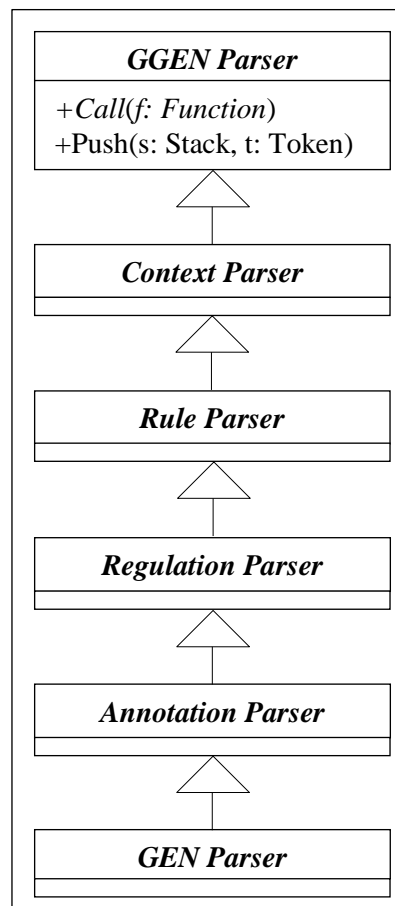 GGEN Parser
+Call(f: Function)
+Push(s: Stack, t: Token)
Context Parser
Rule Parser
Regulation Parser
Annotation Parser
GEN Parser